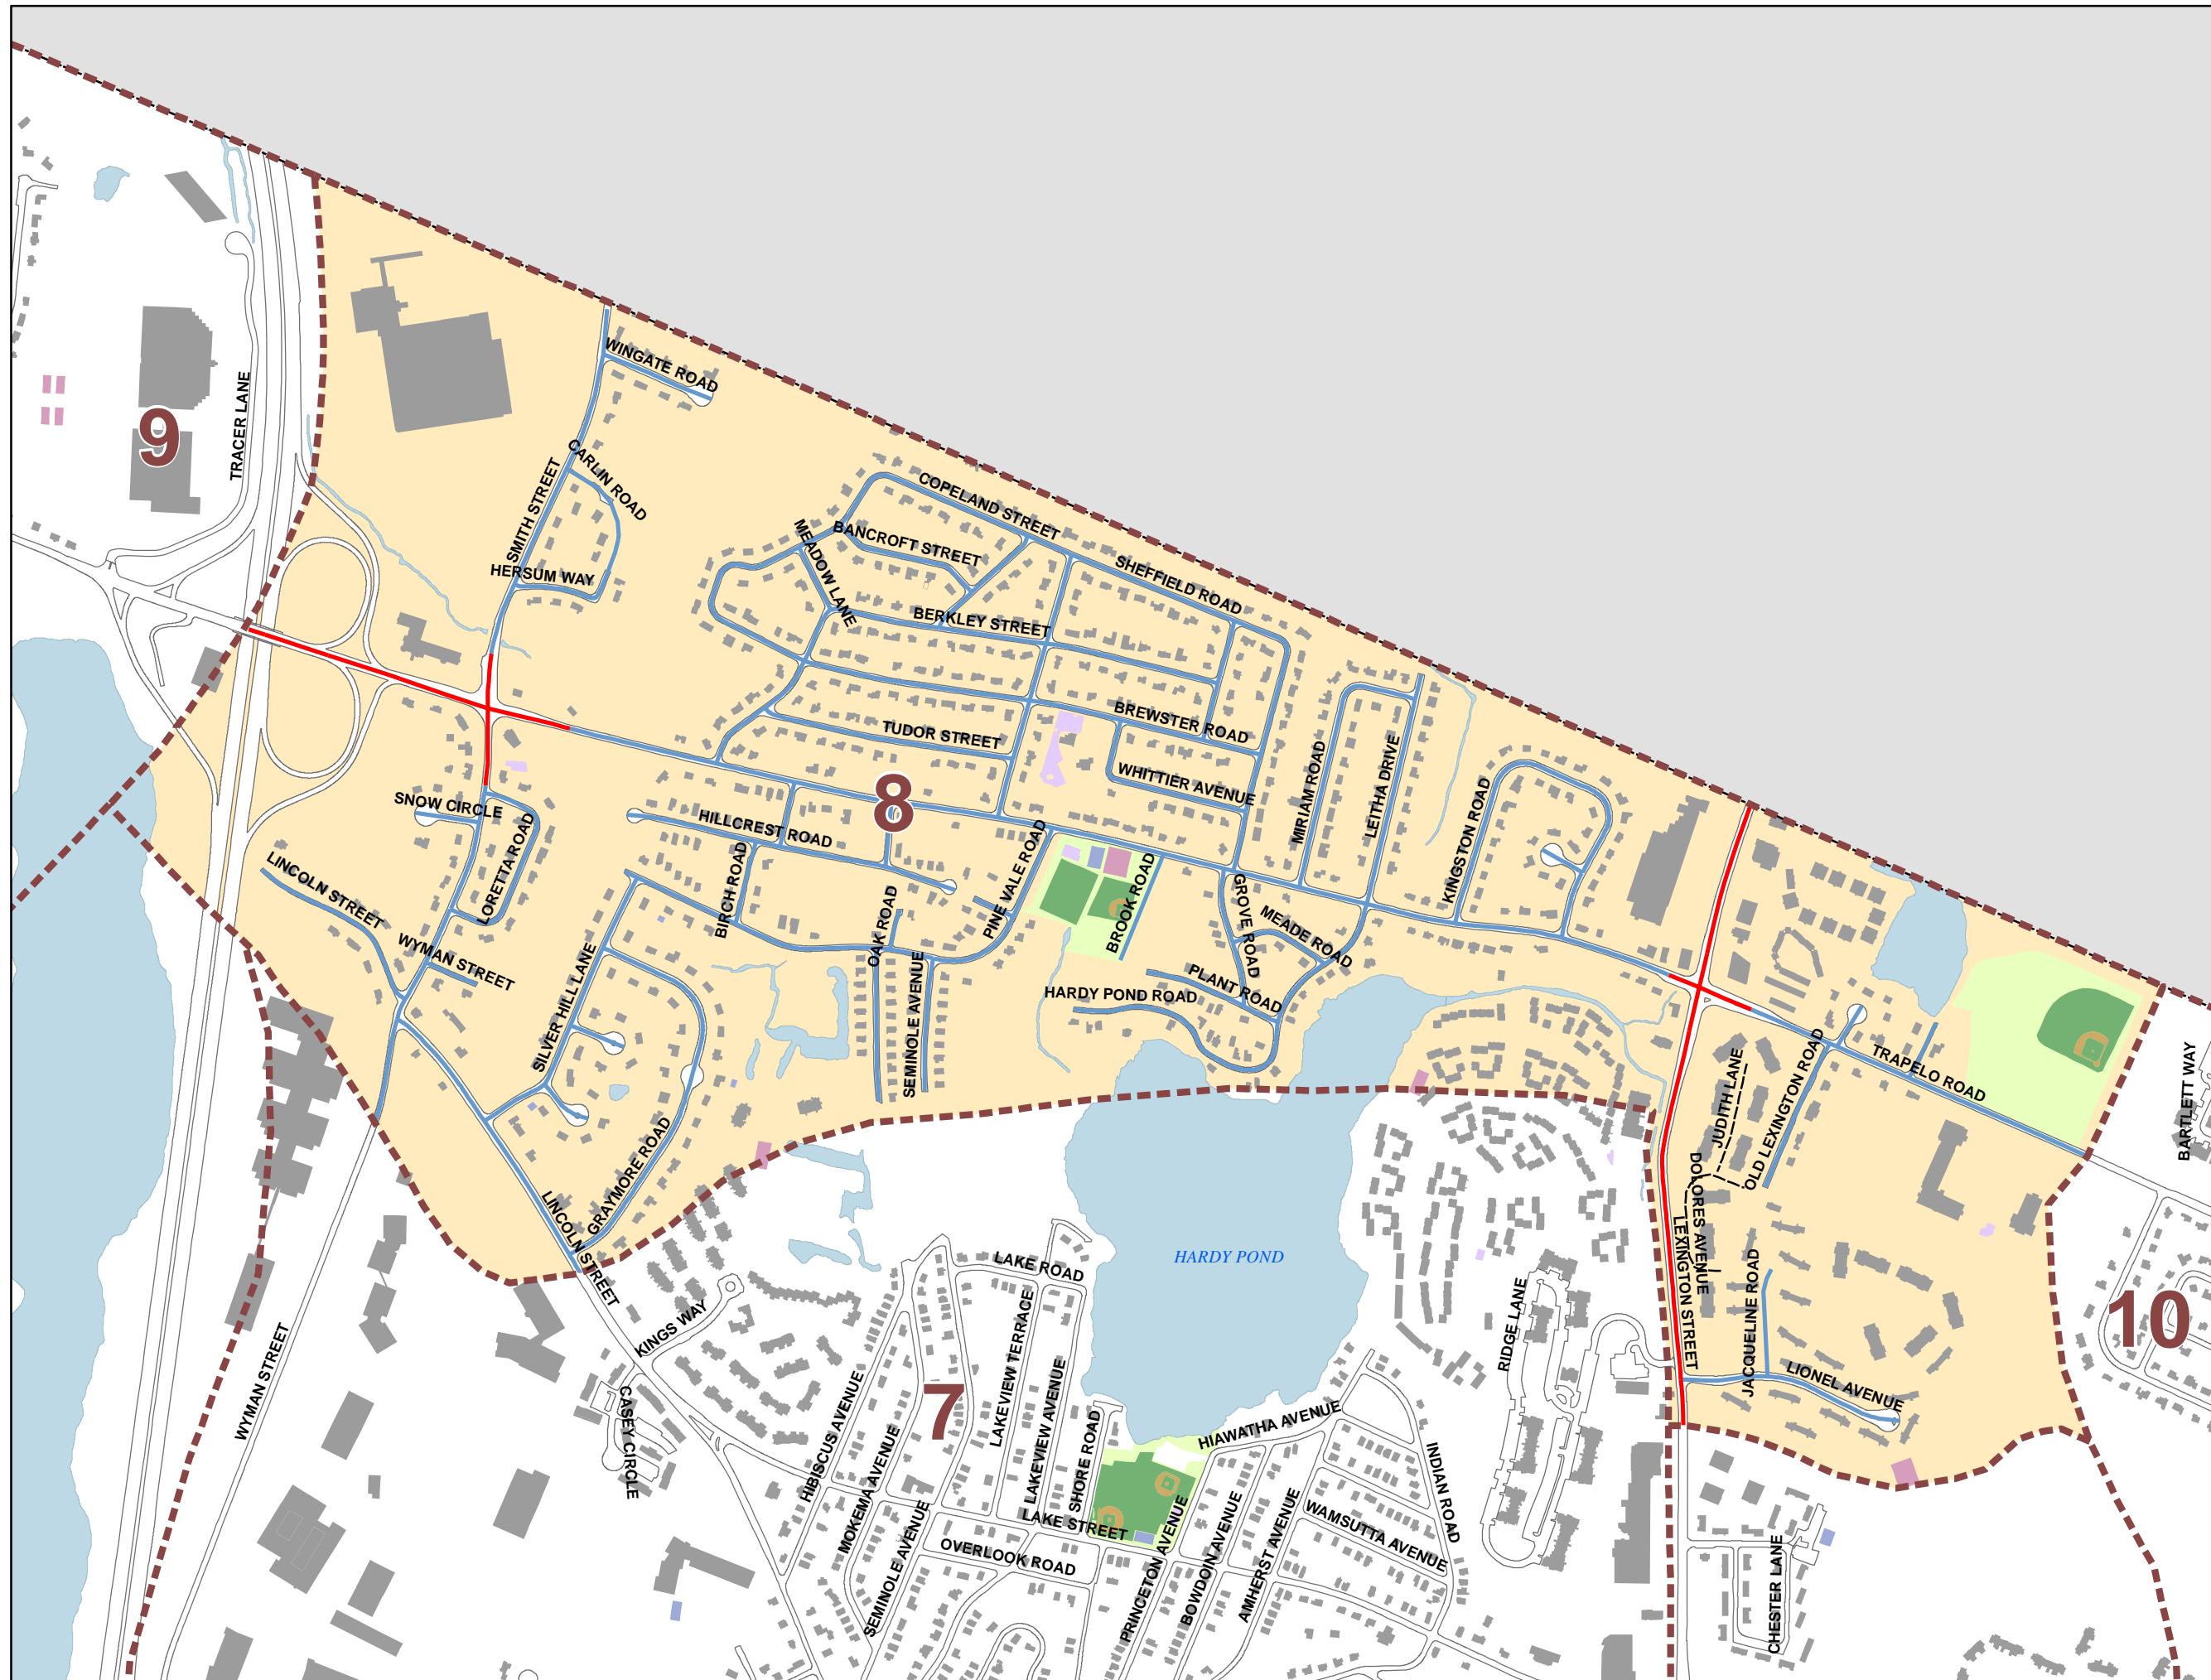 WINGATE ROAD
9
TRACER LANE
SMITH STREET
CARLIN ROAD
HERSUM WAY
COPELAND STREET
BANCROFT STREET
MEADOW LANE
SHEFFIELD ROAD
BERKLEY STREET
TUDOR STREET
BREWSTER ROAD
WHITTIER AVENUE
MIRIAM ROAD
LEITHA DRIVE
KINGSTON ROAD
8
SNOW CIRCLE
LORETTA ROAD
HILLCREST ROAD
LINCOLN STREET
BIRCH ROAD
PINE VALE ROAD
BROOK ROAD
GROVE ROAD
MEADE ROAD
WYMAN STREET
OAK ROAD
SILVER HILL LANE
SEMINOLE AVENUE
HARDY POND ROAD
PLANT ROAD
JUDITH LANE
OLD LEXINGTON ROAD
TRAPELO ROAD
BARTLETT WAY
GRAYMORE ROAD
LINCOLN STREET
DOLORES AVENUE
LEXINGTON STREET
JACQUELINE ROAD
LIONEL AVENUE
10
HARDY POND
LAKE ROAD
KINGS WAY
WYMAN STREET
CASEY CIRCLE
7
HIBISCUS AVENUE
MOKEMA AVENUE
SEMINOLE AVENUE
LAKEVIEW TERRACE
LAKEVIEW AVENUE
SHORE ROAD
HIAWATHA AVENUE
RIDGE LANE
INDIAN ROAD
LAKE STREET
OVERLOOK ROAD
PRINCETON AVENUE
BOWDOIN AVENUE
AMHERST AVENUE
WAMSUTTA AVENUE
CHESTER LANE